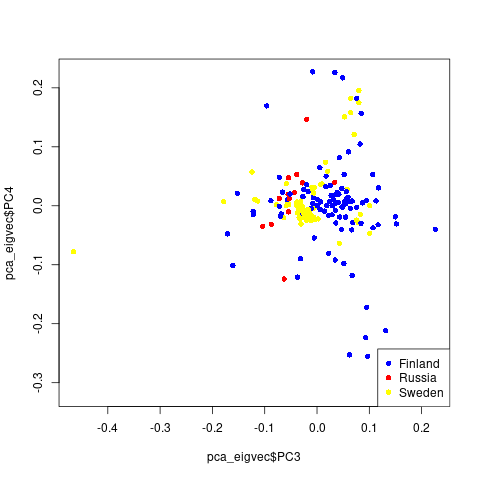 pca_eigvec$PC4
0.2
0.1
0.0
-0.1
-0.2
-0.3
-0.4 -0.3 -0.2 -0.1 0.0 0.1 0.2
pca_eigvec$PC3
Finland
Russia
Sweden